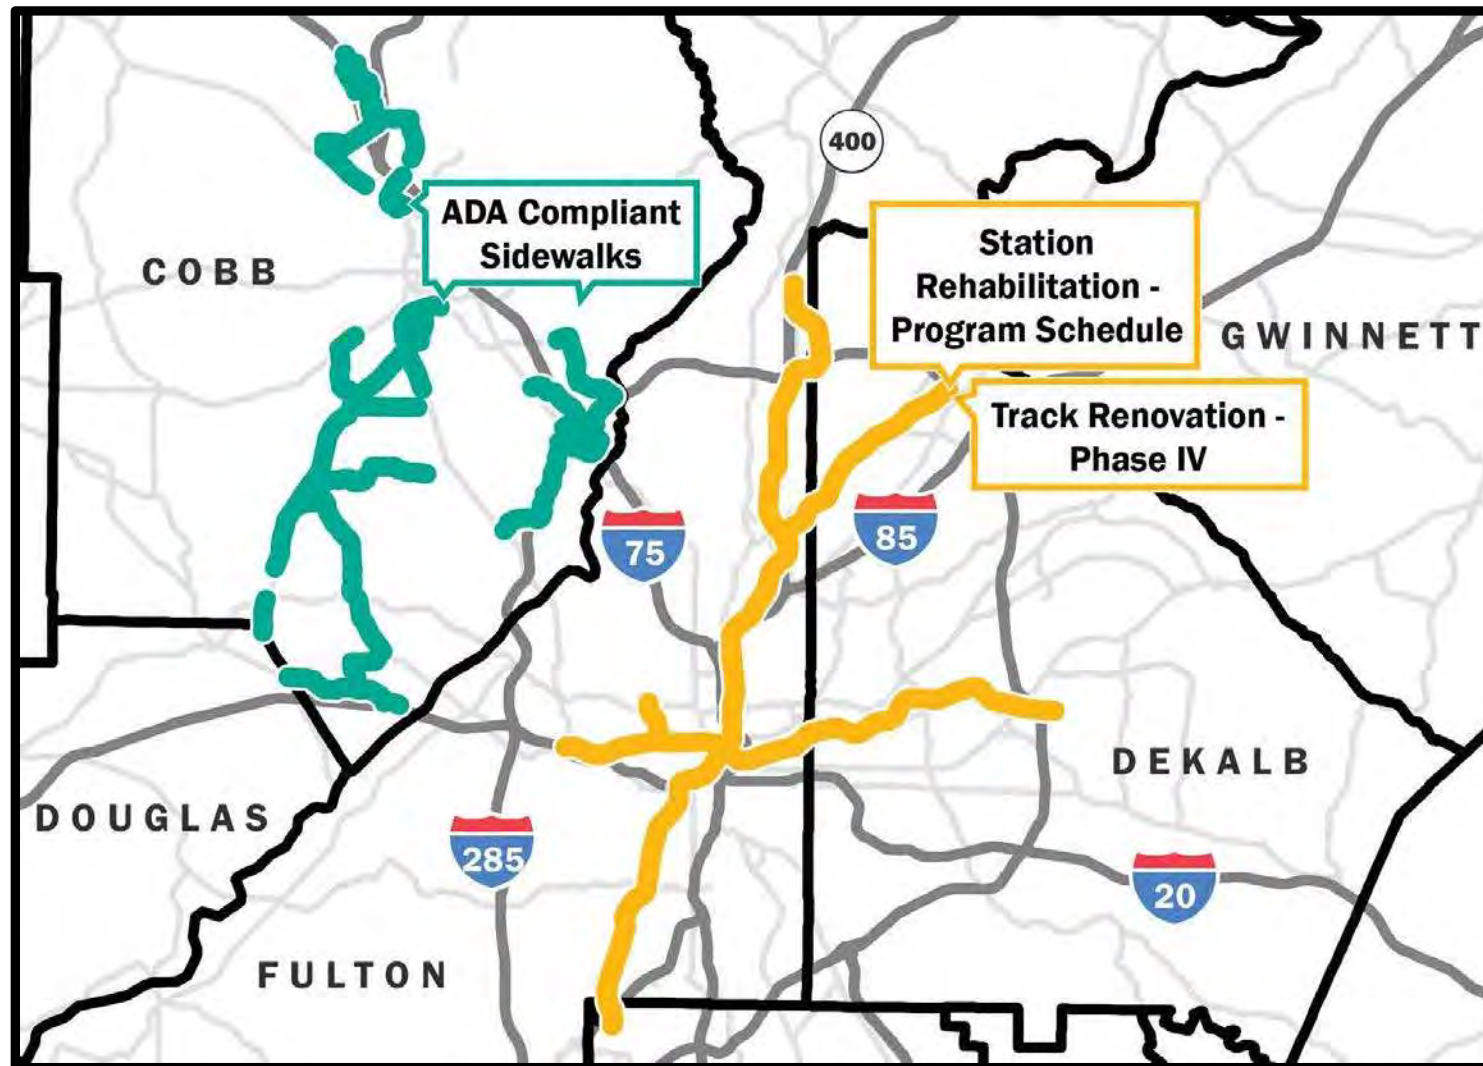 400
ADA Compliant
Sidewalks
Station
Rehabilitation -
Program Schedule
COBB
GWINNETT
Track Renovation -
Phase IV
75
85
DEKALB
DOUGLAS
285
20
FULTON